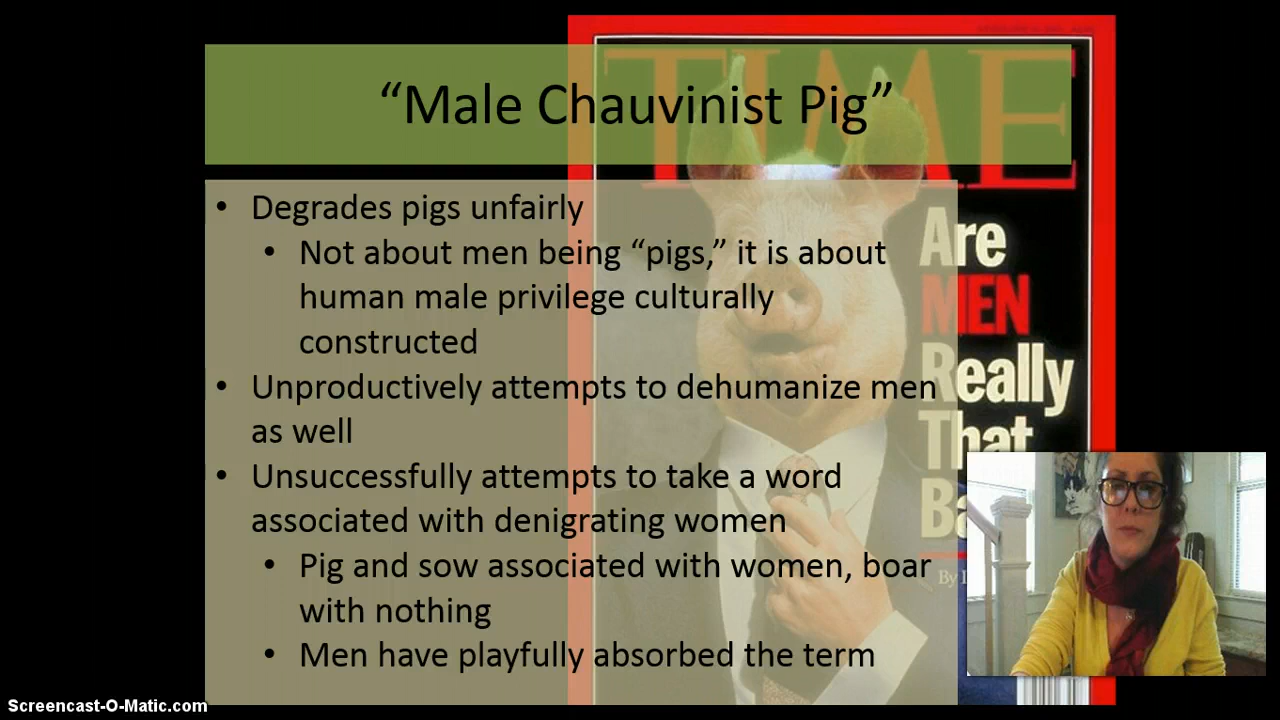 TIME
“Male Chauvinist Pig”
• Degrades pigs unfairly
• Not about men being “pigs,” it is about
human male privilege culturally
constructed
• Unproductively attempts to dehumanize men
as well
• Unsuccessfully attempts to take a word
associated with denigrating women
• Pig and sow associated with women, boar
with nothing
• Men have playfully absorbed the term
Are
MEN
Really
That
By
Screencast-O-Matic.com